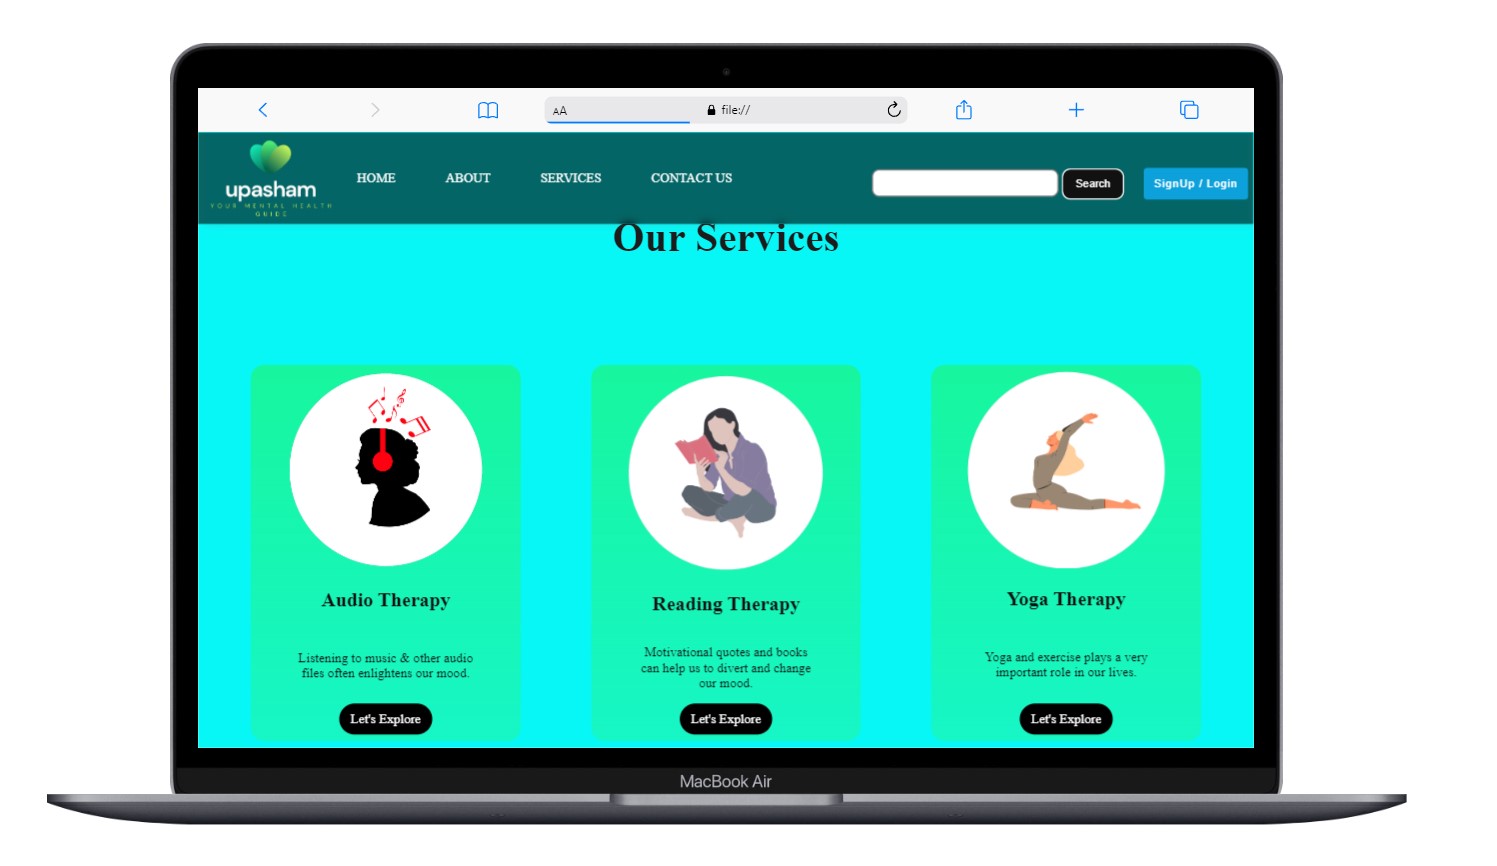 AA
file://
upasham
YOUR MENTAL HEALTH
GUIDE
HOME
ABOUT
SERVICES
CONTACT US
Search
SignUp / Login
Our Services
Audio Therapy
Listening to music & other audio
files often enlightens our mood.
Let's Explore
Reading Therapy
Motivational quotes and books
can help us to divert and change
our mood.
Let's Explore
Yoga Therapy
Yoga and exercise plays a very
important role in our lives.
Let's Explore
MacBook Air